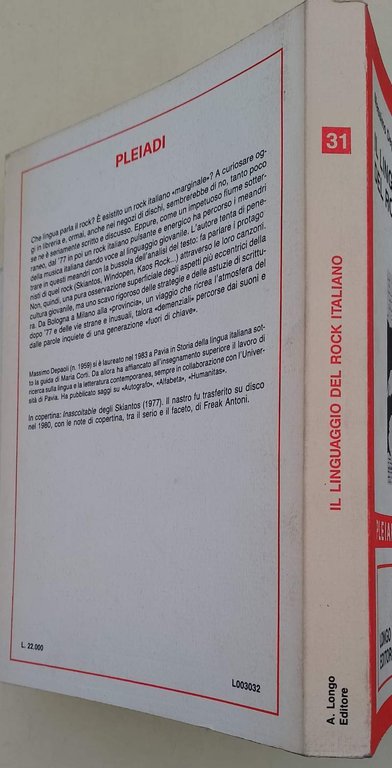 PLEIADI
Che lingua parla il rock? È esistito un rock italiano «marginale»? A curiosare og-
gi in libreria e, ormai, anche nei negozi di dischi, sembrerebbe di no, tanto poco
se ne è seriamente scritto e discusso. Eppure, come un impetuoso fiume sotter-
raneo, dal '77 in poi un rock italiano pulsante e energico ha percorso i meandri
della musica italiana dando voce al linguaggio giovanile. L'autore tenta di pene-
trare in questi meandri con la bussola dell'analisi del testo: fa parlare i protago
nisti di quel rock (Skiantos, Windopen, Kaos Rock...) attraverso le loro canzoni.
Non, quindi, una pura osservazione superficiale degli aspetti più eccentrici della
cultura giovanile, ma uno scavo rigoroso delle strategie e delle astuzie di scrittu-
ra. Da Bologna a Milano alla «provincia», un viaggio che ricrea l'atmosfera del
dopo '77 e delle vie strane e inusuali, talora «demenziali» percorse dai suoni e
dalle parole inquiete di una generazione «fuori di chiave».
Massimo Depaoli (n. 1959) si è laureato nel 1983 a Pavia in Storia della lingua italiana sot-
to la guida di Maria Corti. Da allora ha affiancato all'insegnamento superiore il lavoro di
ricerca sulla lingua e la letteratura contemporanea, sempre in collaborazione con l'Univer-
sità di Pavia. Ha pubblicato saggi su «Autografo», «Alfabeta», «Humanitas».
In copertina: Inascoltable degli Skiantos (1977). Il nastro fu trasferito su disco
nel 1980, con le note di copertina, tra il serio e il faceto, di Freak Antoni.
L. 22.000
L003032
31
IL LINGUAGGIO DEL ROCK ITALIANO
A. Longo
Editore
PLEIADI
LONGO
EDITORE